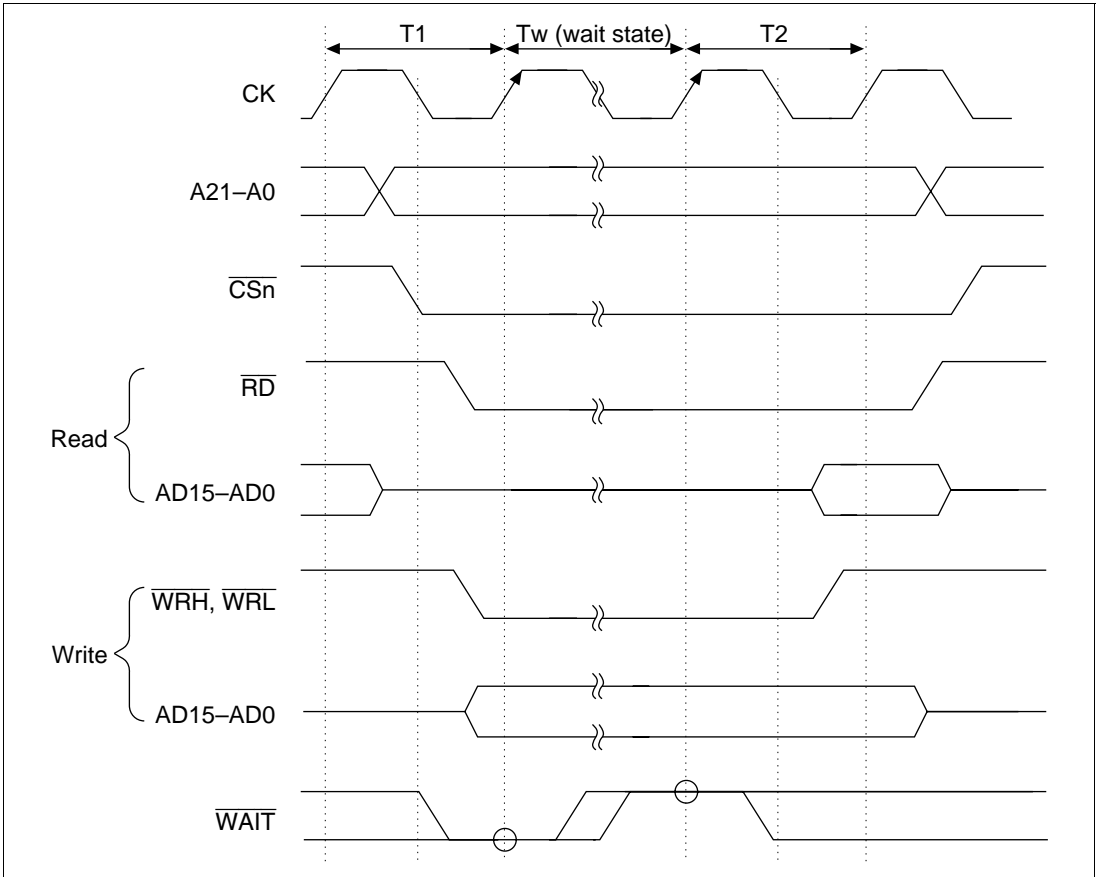 T1 Tw (wait state) T2
CK
A21–A0
CSn
RD
Read
AD15–AD0
WRH, WRL
Write
AD15–AD0
WAIT